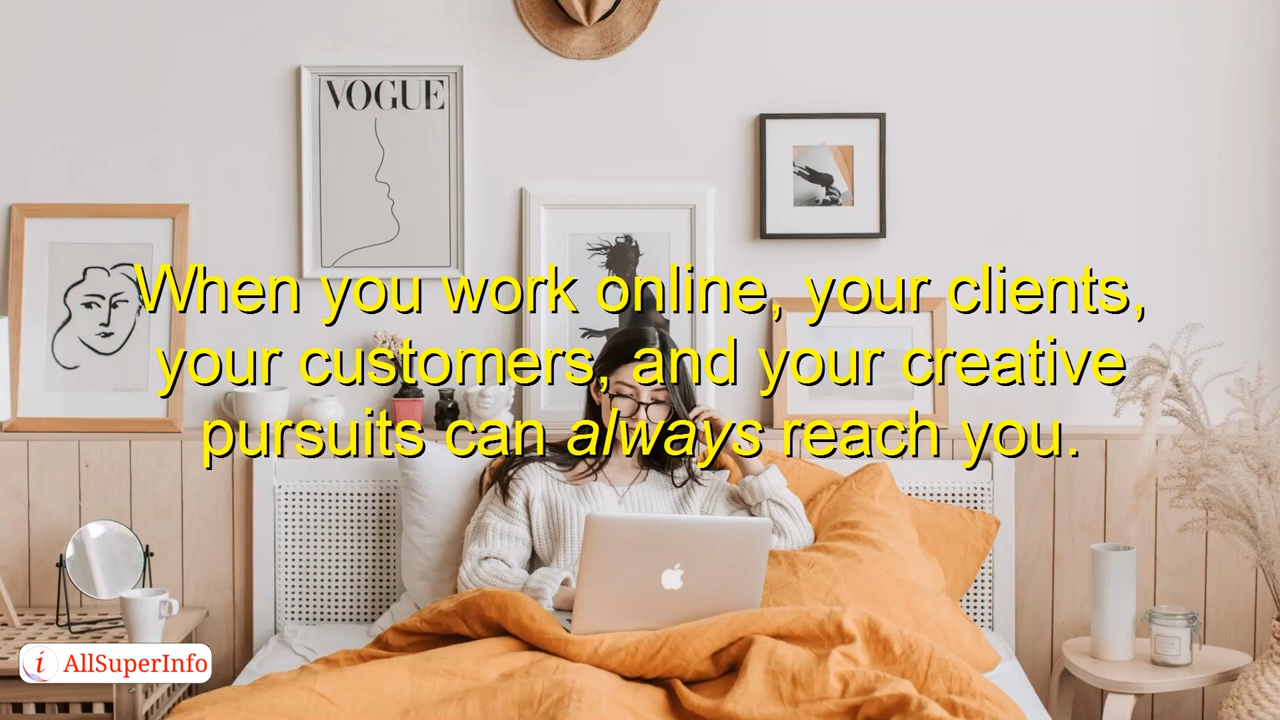 VOGUE
When you work online, your clients,
your customers, and your creative
pursuits can always reach you.
i AllSuperInfo